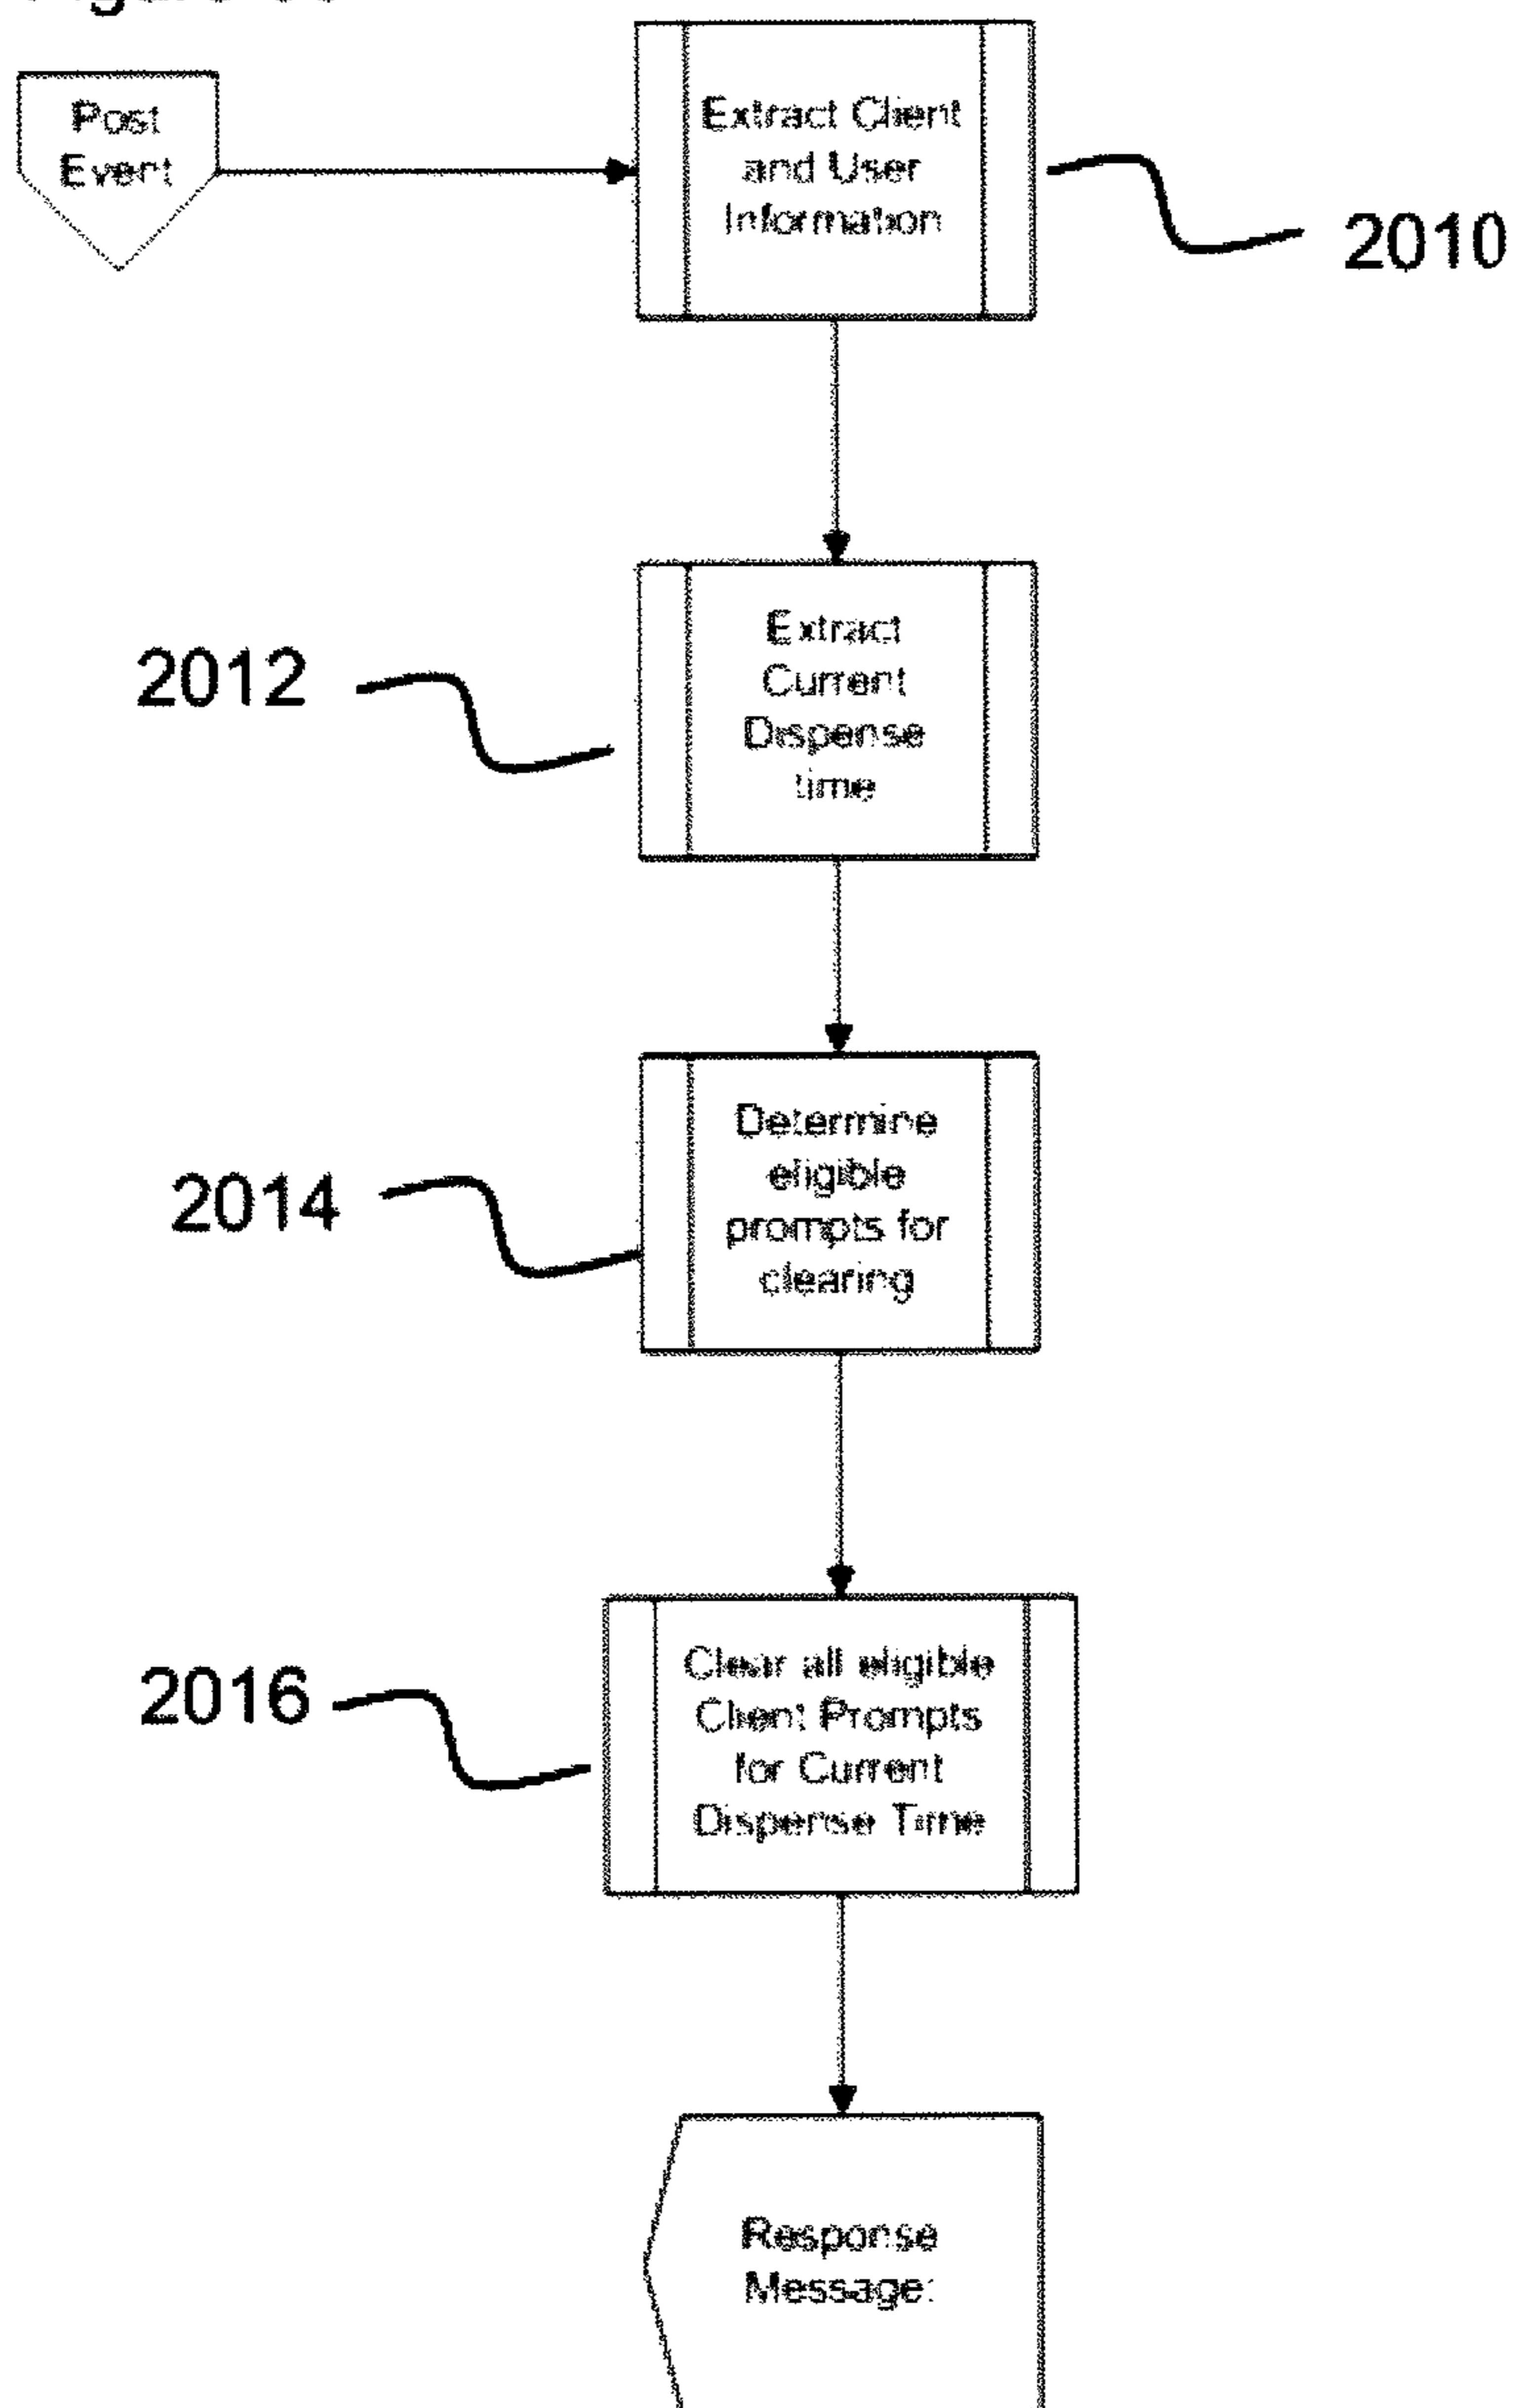 Post
Event
Extract Client
and User
Information
2010
2012
Extract
Current
Dispense
time
2014
Determine
eligible
prompts for
clearing
2016
Clear all eligible
Client Prompts
for Current
Dispense Time
Response
Message: